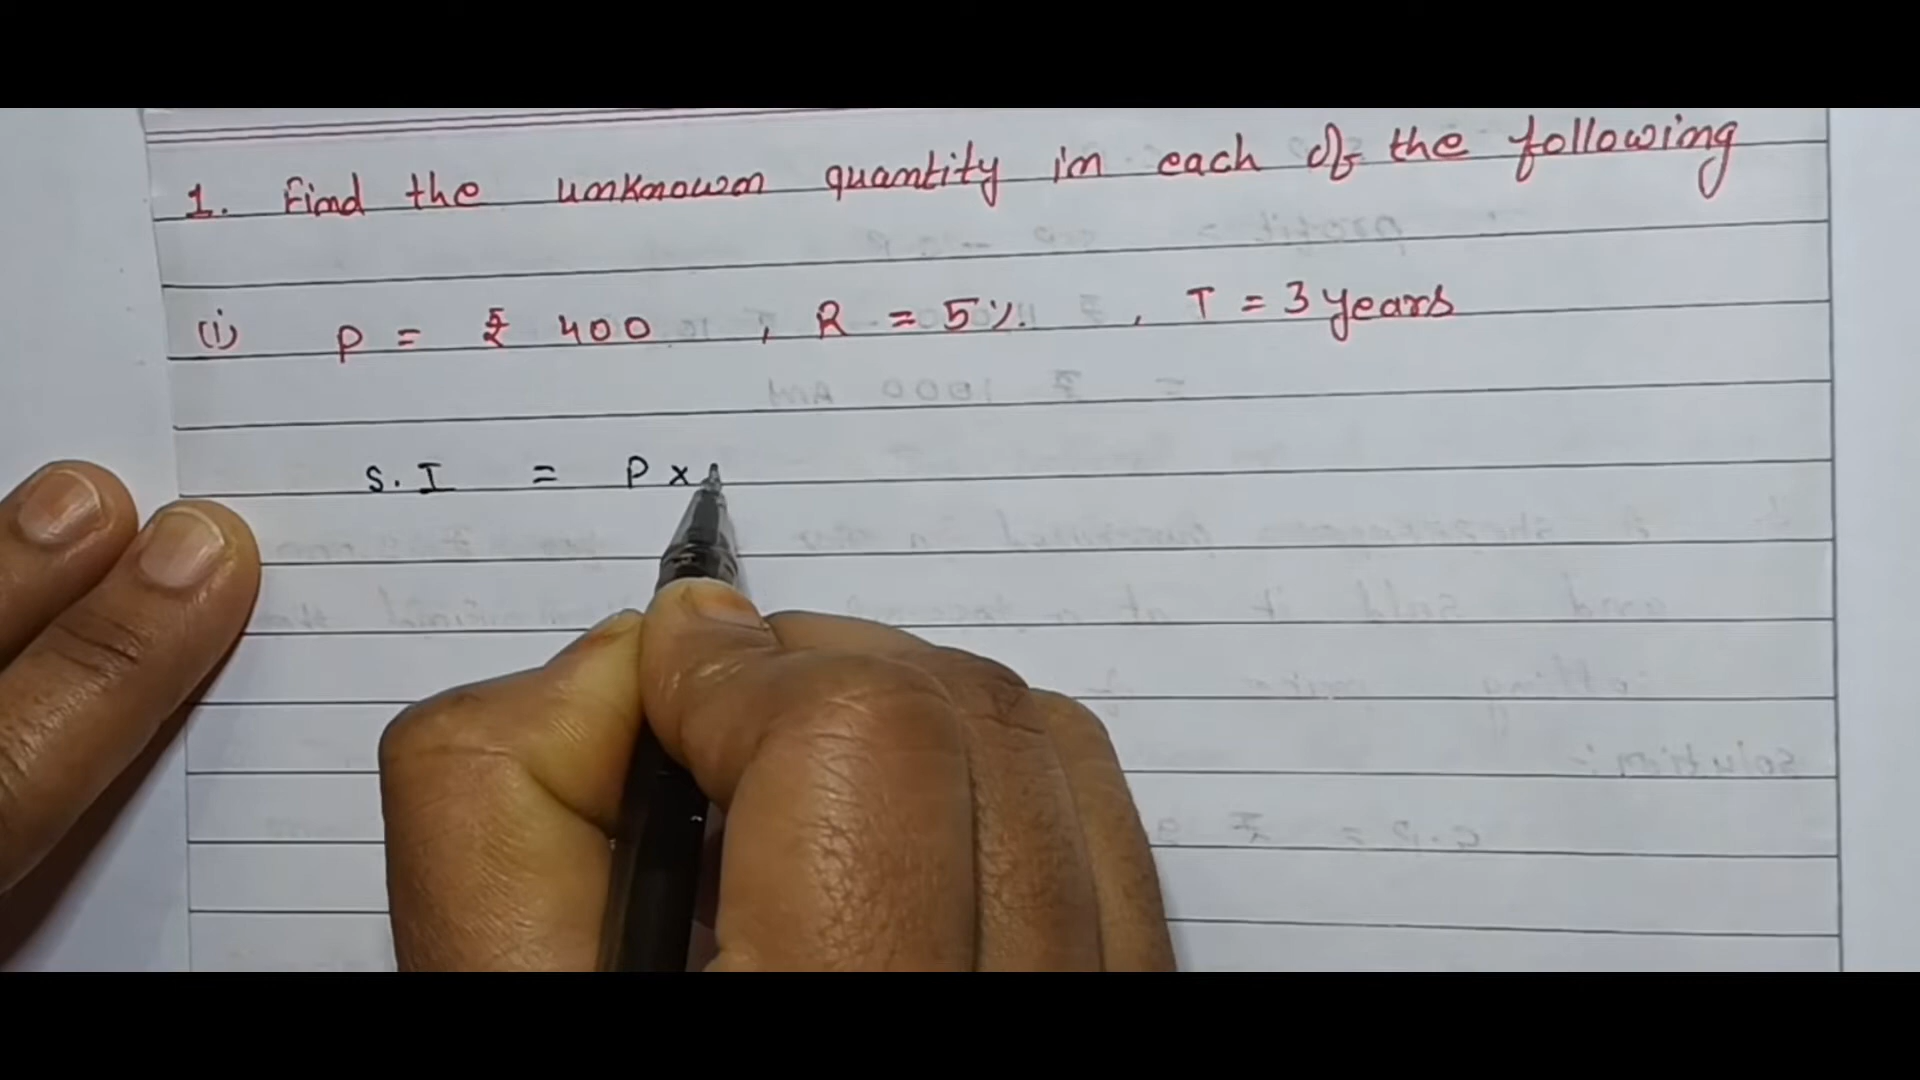 1. Find the unknown quantity in each of the following
(i) P = ₹ 400 , R = 5% , T = 3 years
S.I = P ×